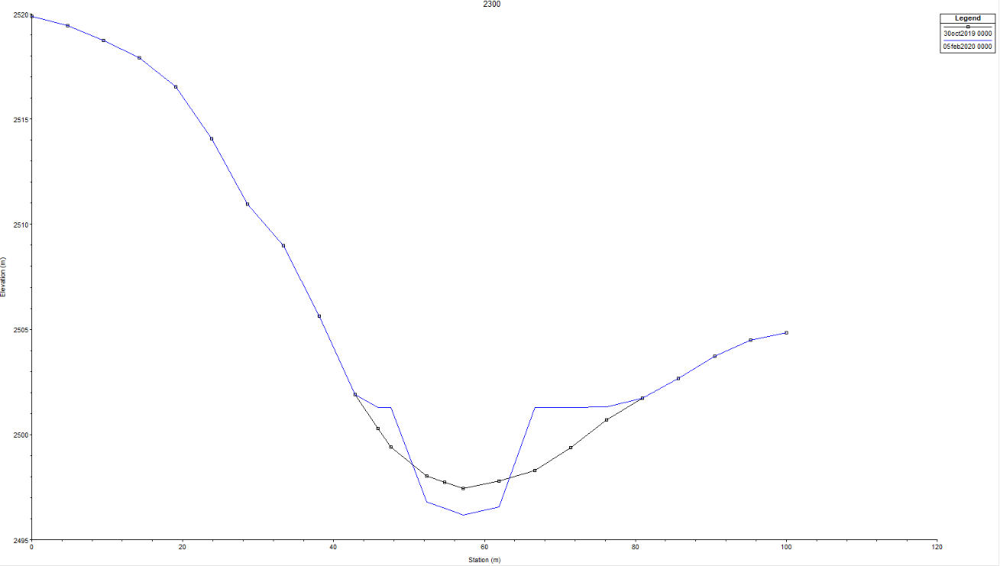 2300
Legend
30oct2019 0000
05feb2020 0000
2520
2515
2510
2505
2500
2495
Elevation (m)
0 20 40 60 80 100 120
Station (m)